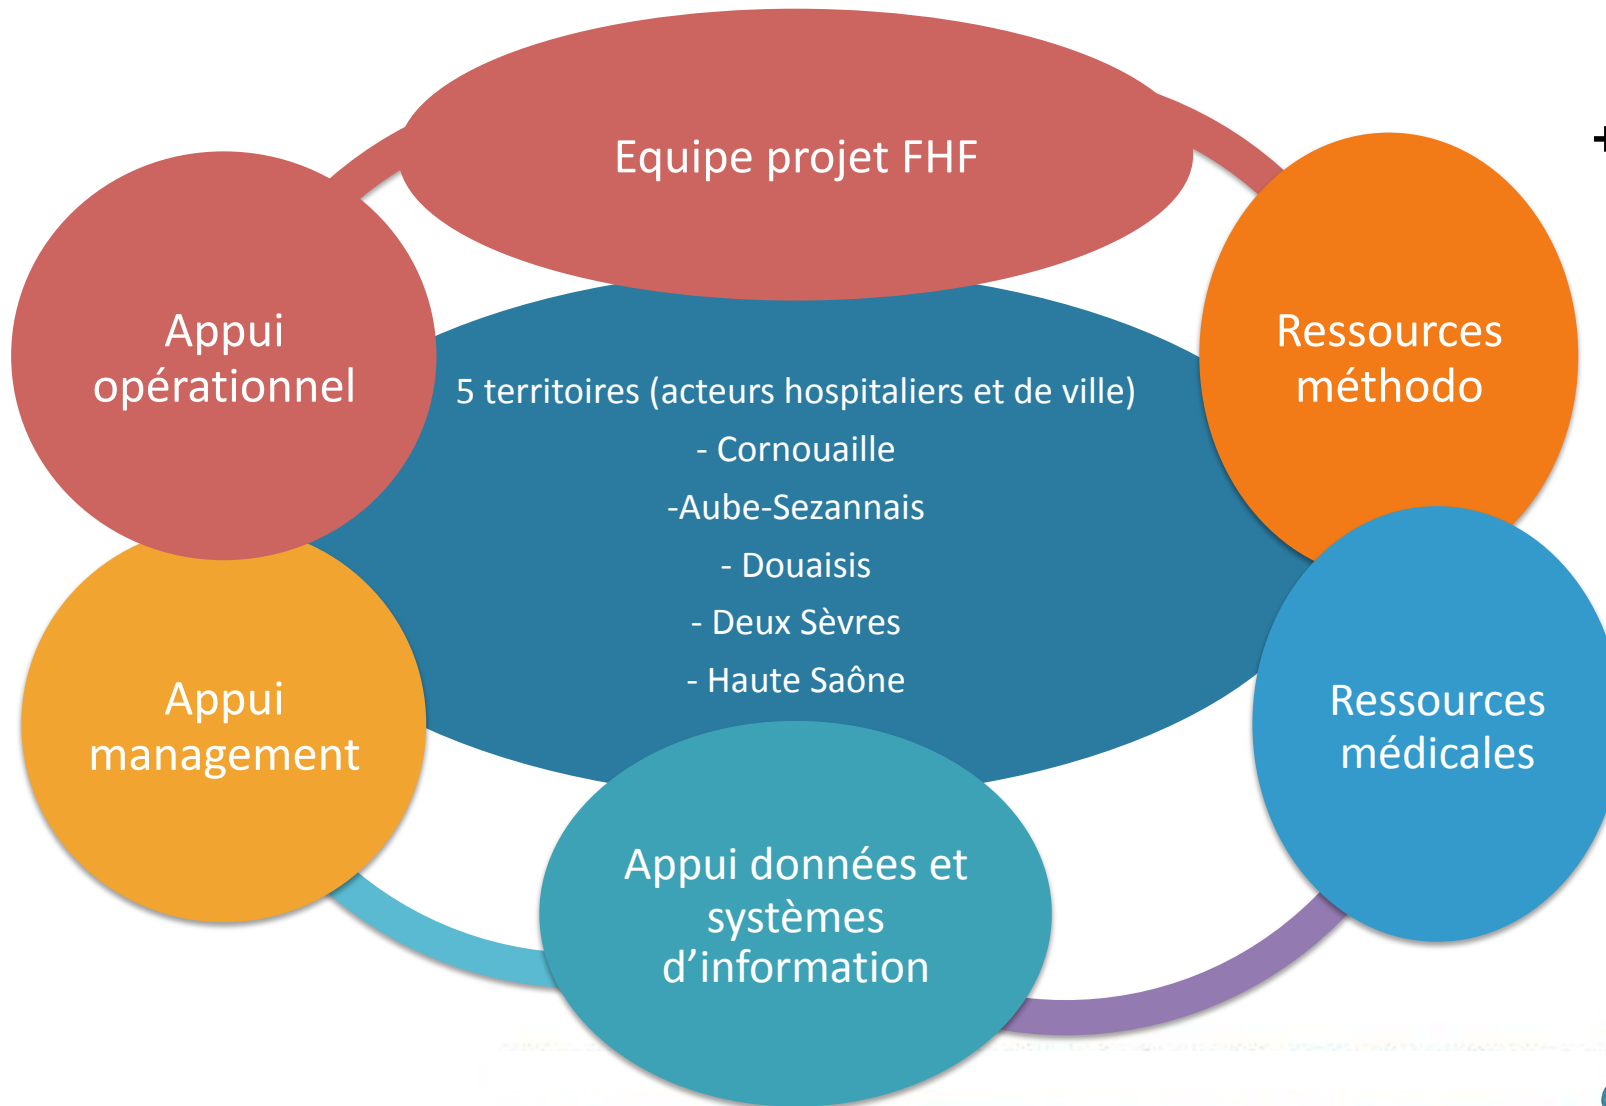 Equipe projet FHF
+
Appui
opérationnel
Ressources
méthodo
5 territoires (acteurs hospitaliers et de ville)
- Cornouaille
-Aube-Sezannais
- Douaisis
- Deux Sèvres
- Haute Saône
Appui
management
Ressources
médicales
Appui données et
systèmes
d’information